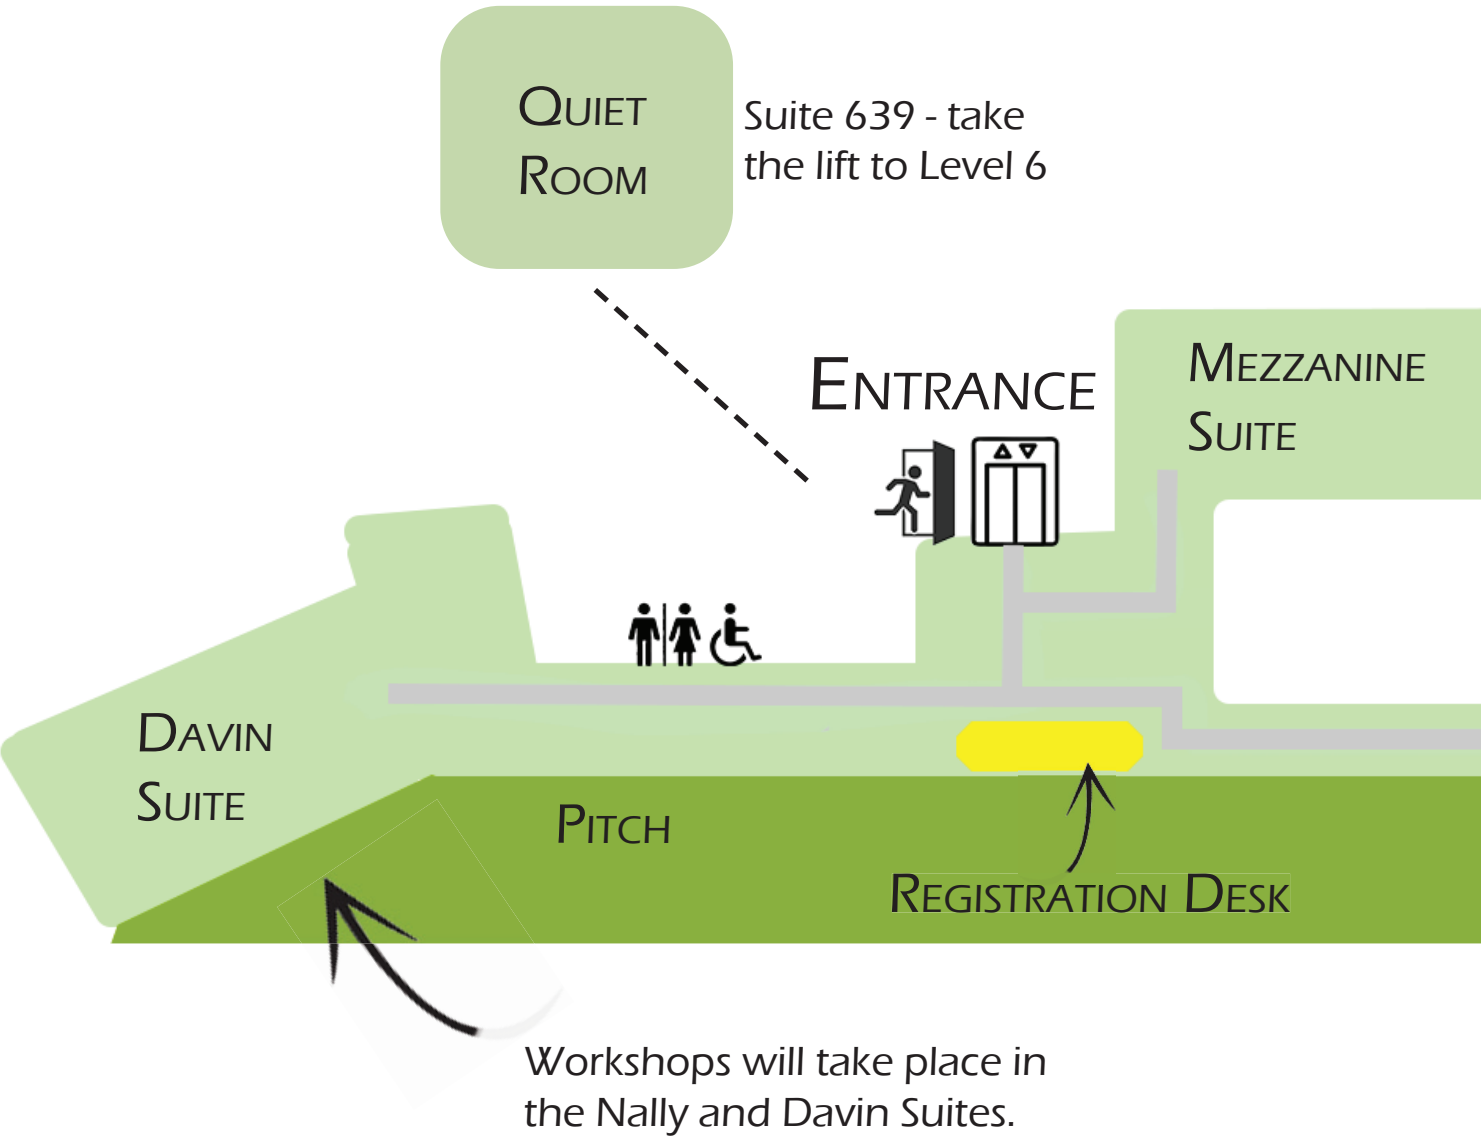 Quiet
Room
Suite 639 - take
the lift to Level 6
Entrance
Mezzanine
Suite
Davin
Suite
Pitch
Registration Desk
Workshops will take place in
the Nally and Davin Suites.